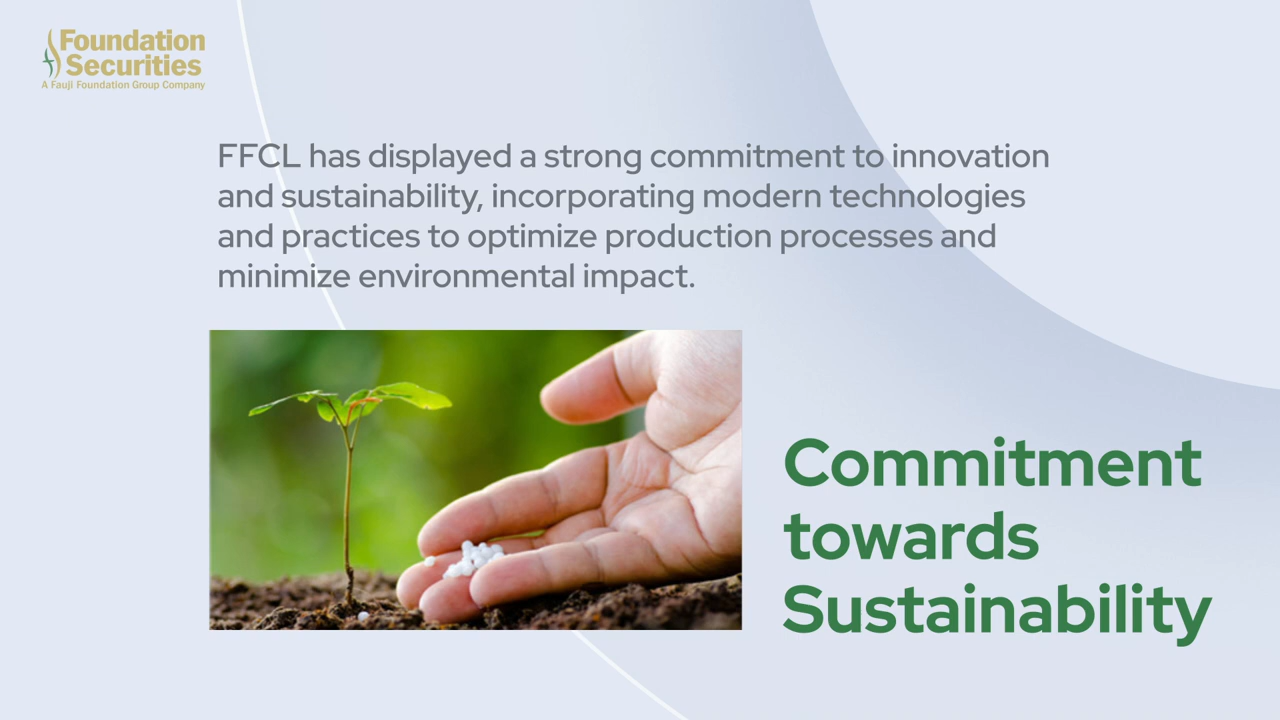 Foundation
Securities
A Fauji Foundation Group Company
FFCL has displayed a strong commitment to innovation
and sustainability, incorporating modern technologies
and practices to optimize production processes and
minimize environmental impact.
Commitment
towards
Sustainability